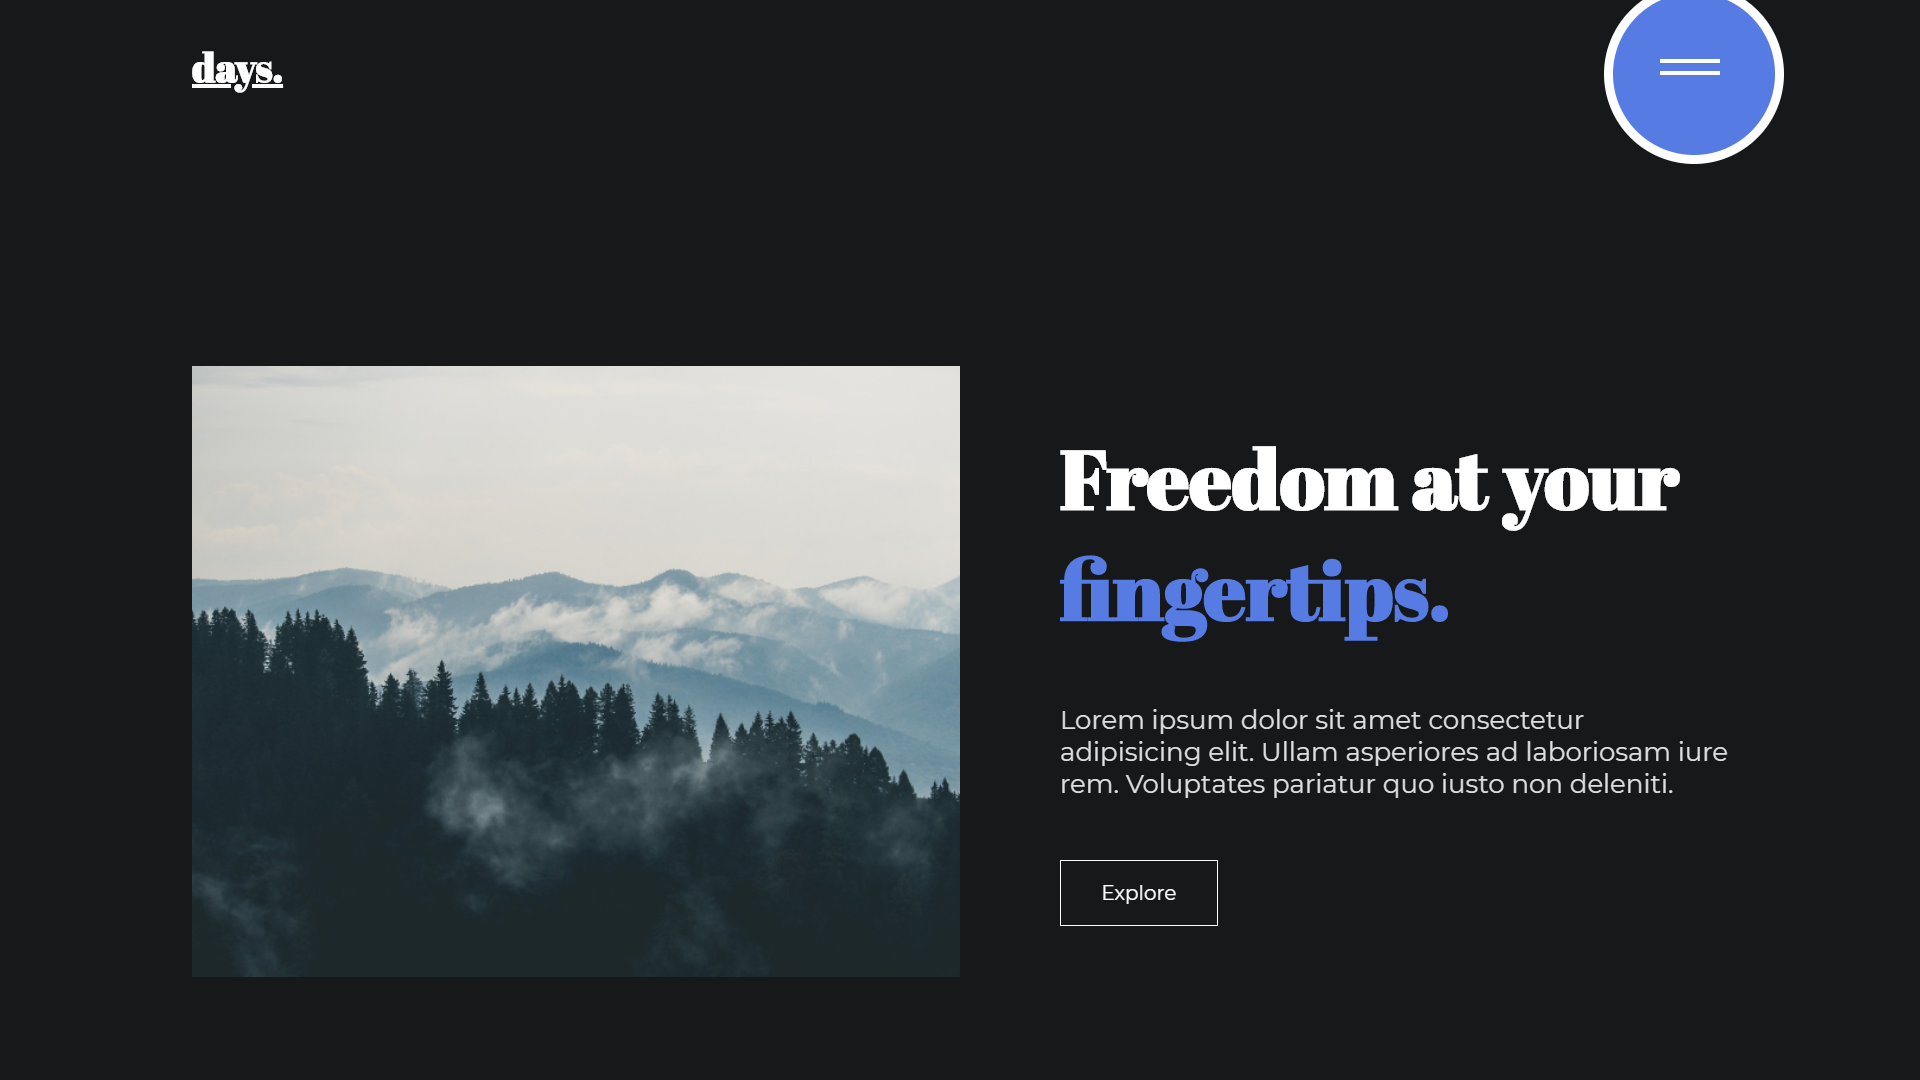 days.
Freedom at your
fingertips.
Lorem ipsum dolor sit amet consectetur
adipisicing elit. Ullam asperiores ad laboriosam iure
rem. Voluptates pariatur quo iusto non deleniti.
Explore